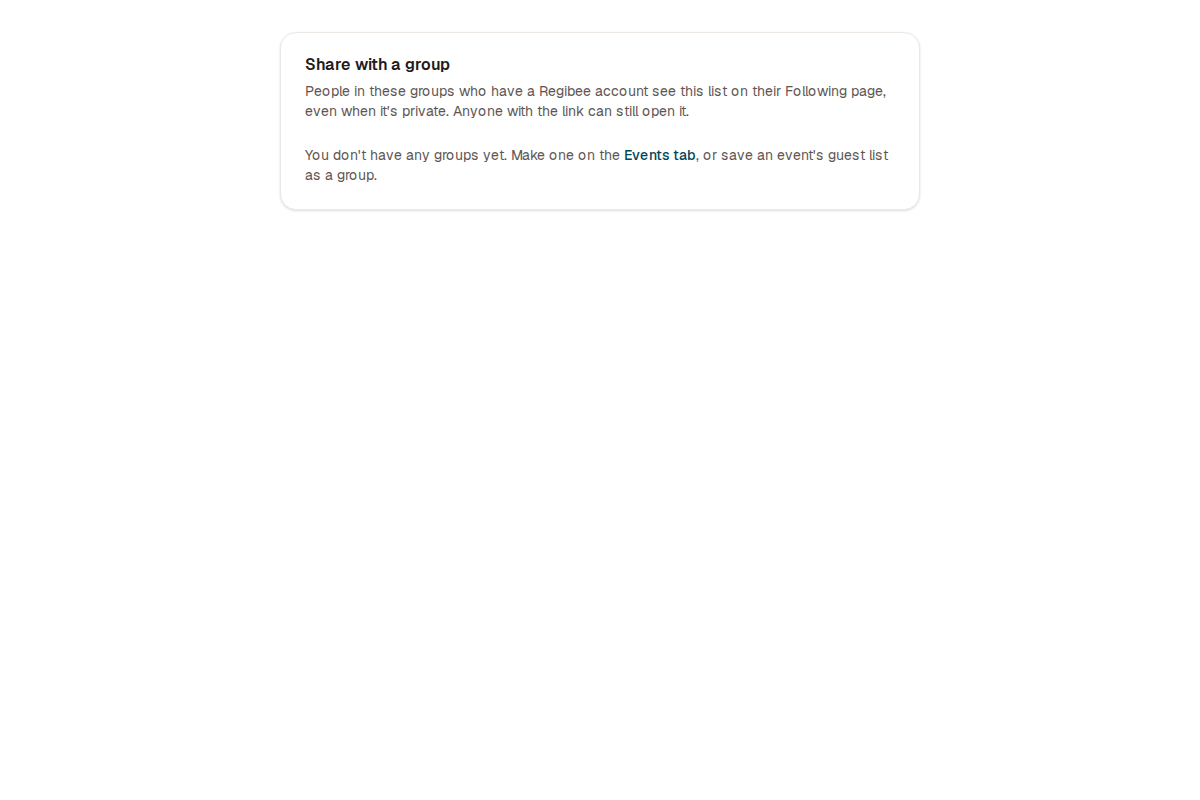 Share with a group
People in these groups who have a Regibee account see this list on their Following page,
even when it's private. Anyone with the link can still open it.
You don't have any groups yet. Make one on the Events tab, or save an event's guest list
as a group.